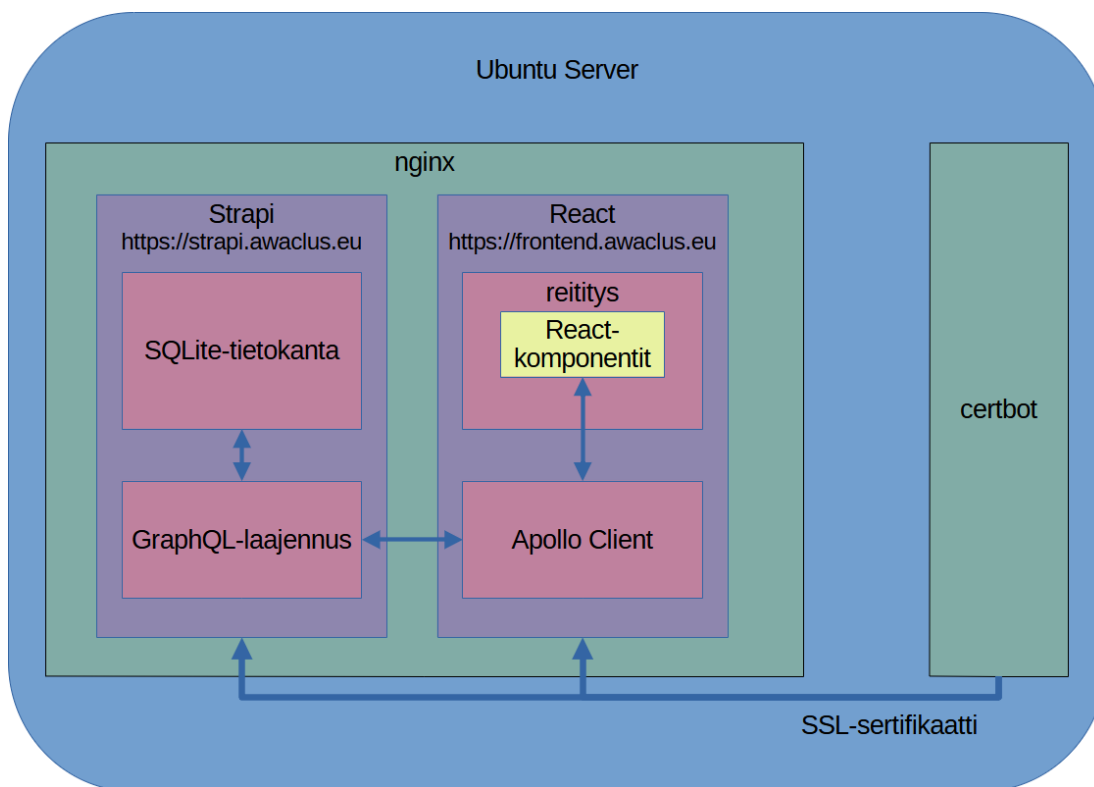 Ubuntu Server
nginx
Strapi
https://strapi.awaclus.eu
SQLite-tietokanta
GraphQL-laajennus
React
https://frontend.awaclus.eu
reititys
React-
komponentit
Apollo Client
certbot
SSL-sertifikaatti